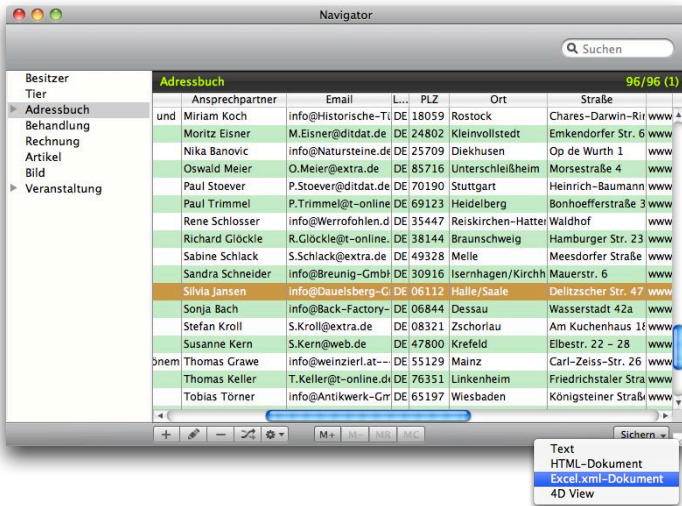 Navigator
Suchen
Besitzer
Tier
Adressbuch
Behandlung
Rechnung
Artikel
Bild
Veranstaltung
Adressbuch 96/96 (1)
Ansprechpartner Email L... PLZ Ort Straße
und Miriam Koch info@Historische-Ti DE 18059 Rostock Chares-Darwin-Rin www
Moritz Eisner M.Eisner@ditdat.de DE 24802 Kleinvollstedt Emkendorfer Str. 6 www
Nika Banovic info@Natursteine.de DE 25709 Diekhusen Op de Wurth 1 www
Oswald Meier O.Meier@extra.de DE 85716 Unterschleißheim Morsestraße 4 www
Paul Stoever P.Stoever@ditdat.de DE 70190 Stuttgart Heinrich-Baumann www
Paul Trimmel P.Trimmel@t-online DE 69123 Heidelberg Bonhoefferstraße 3 www
Rene Schlosser info@Werrofohlen.d DE 35447 Reiskirchen-Hatter Waldhof www
Richard Glöckle R.Glöckle@t-online. DE 38144 Braunschweig Hamburger Str. 23 www
Sabine Schlack S.Schlack@extra.de DE 49328 Melle Meesdorfer Straße www
Sandra Schneider info@Breunig-GmbH DE 30916 Isernhagen/Kirchh Mauerstr. 6 www
Silvia Jansen info@Dauelsberg-G DE 06112 Halle/Saale Delitzscher Str. 47 www
Sonja Bach info@Back-Factory- DE 06844 Dessau Wasserstadt 42a www
Stefan Kroll S.Kroll@extra.de DE 08321 Zschorlau Am Kuchenhaus 18 www
Susanne Kern S.Kern@web.de DE 47800 Krefeld Elbestr. 22 - 28 www
önem Thomas Grawe info@weinzierl.at-- DE 55129 Mainz Carl-Zeiss-Str. 26 www
Thomas Keller T.Keller@t-online.de DE 76351 Linkenheim Friedrichstaler Stra www
Tobias Törner info@Antikwerk-Gm DE 65197 Wiesbaden Königsteiner Straß www
M+ M- MR MC Sichern
Text
HTML-Dokument
Excel.xml-Dokument
4D View